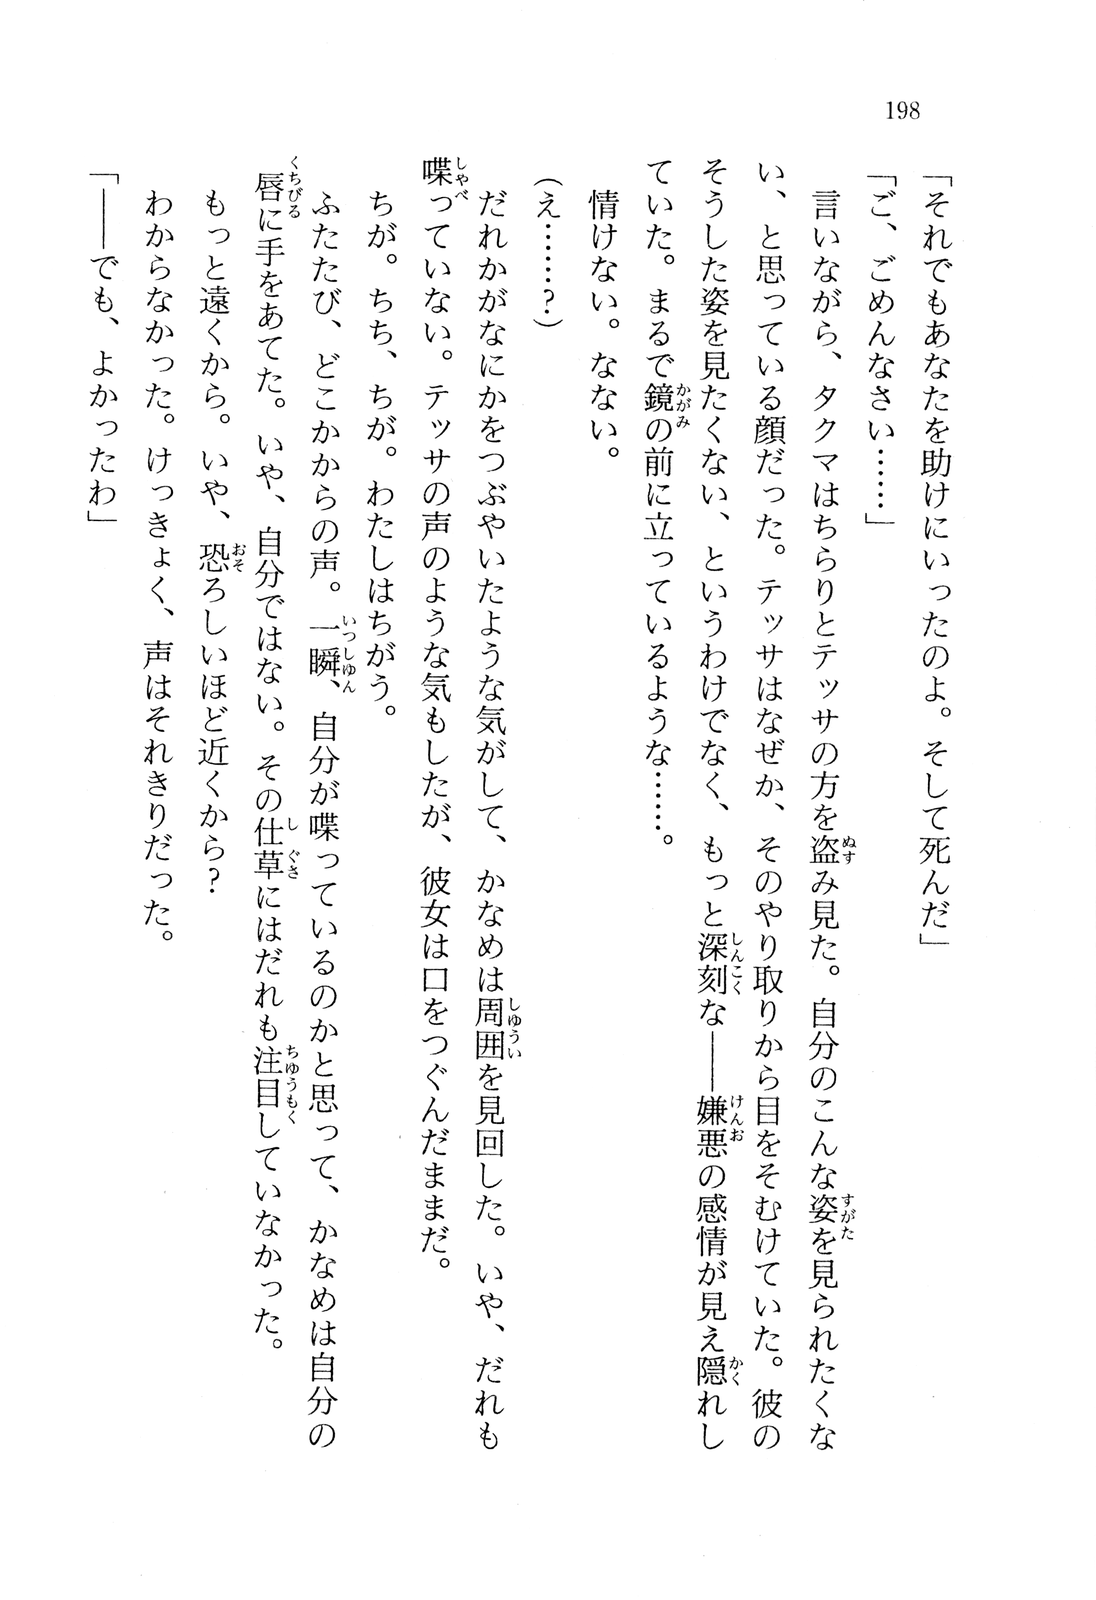 198
「それでもあなたを助けにいったのよ。そして死んだ」
「ご、ごめんなさい……」
言いながら、タクマはちらりとテッサの方を盗み見た。自分のこんな姿を見られたくな
い、と思っている顔だった。テッサはなぜか、そのやり取りから目をそむけていた。彼の
そうした姿を見たくない、というわけでなく、もっと深刻な――嫌悪の感情が見え隠れし
ていた。まるで鏡の前に立っているような……。
情けない。なない。
（え……？）
だれかがなにかをつぶやいたような気がして、かなめは周囲を見回した。いや、だれも
喋っていない。テッサの声のような気もしたが、彼女は口をつぐんだままだ。
ちが。ちち、ちが。わたしはちがう。
ふたたび、どこかからの声。一瞬、自分が喋っているのかと思って、かなめは自分の
唇に手をあてた。いや、自分ではない。その仕草にはだれも注目していなかった。
もっと遠くから。いや、恐ろしいほど近くから？
わからなかった。けっきょく、声はそれきりだった。
「――でも、よかったわ」